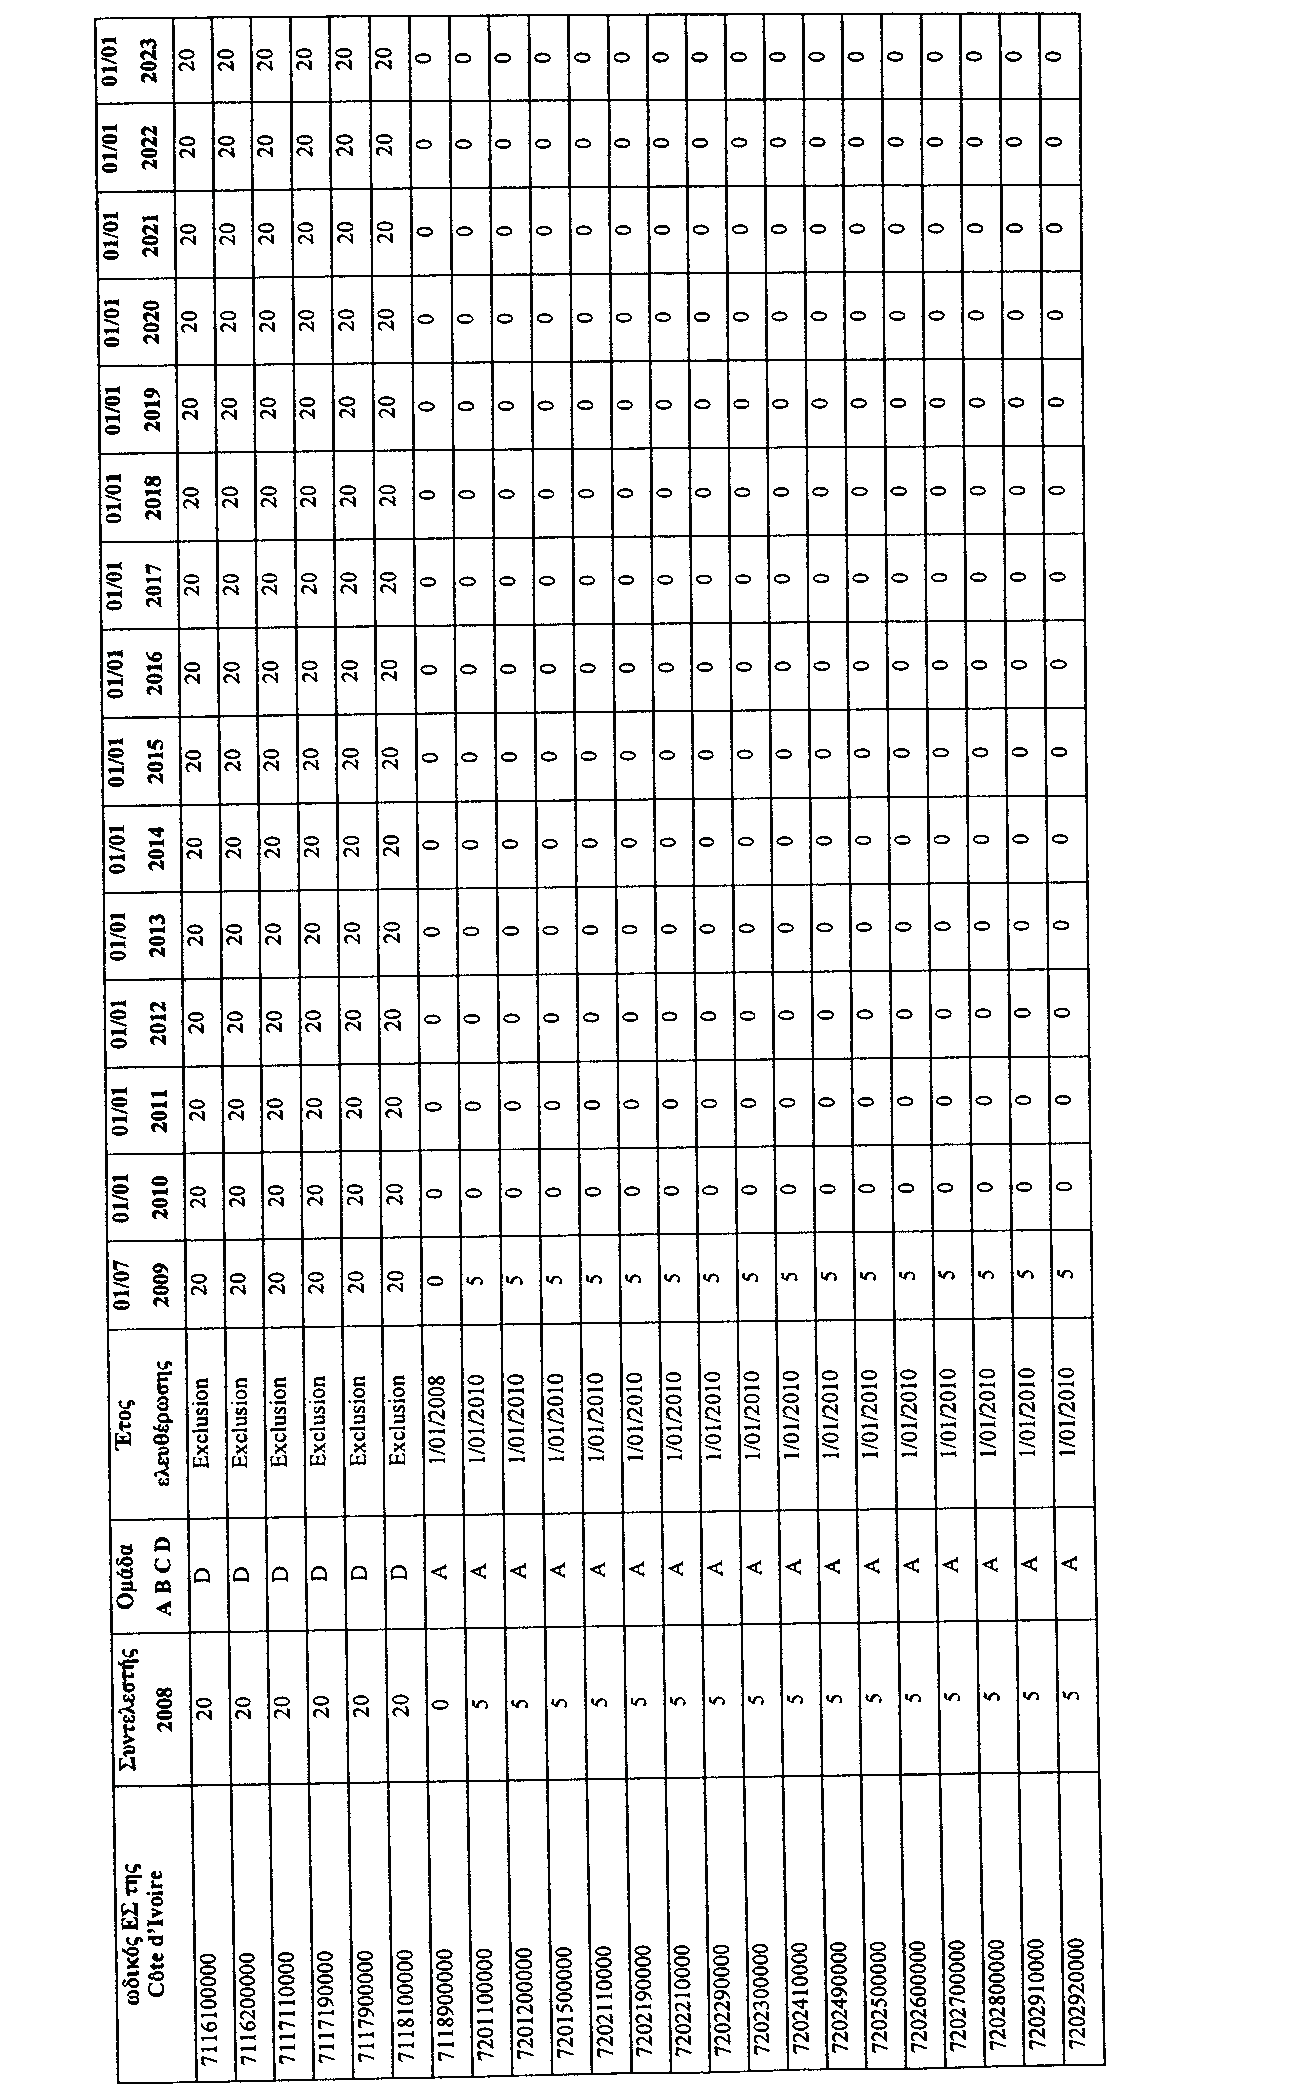 ωδικός ΕΣ της Côte d'Ivoire Συντελεστής 2008 Ομάδα A B C D Έτος ελευθέρωσης 01/07 2009 01/01 2010 01/01 2011 01/01 2012 01/01 2013 01/01 2014 01/01 2015 01/01 2016 01/01 2017 01/01 2018 01/01 2019 01/01 2020 01/01 2021 01/01 2022 01/01 2023
7116100000 20 D Exclusion 20 20 20 20 20 20 20 20 20 20 20 20 20 20 20
7116200000 20 D Exclusion 20 20 20 20 20 20 20 20 20 20 20 20 20 20 20
7117110000 20 D Exclusion 20 20 20 20 20 20 20 20 20 20 20 20 20 20 20
7117190000 20 D Exclusion 20 20 20 20 20 20 20 20 20 20 20 20 20 20 20
7117900000 20 D Exclusion 20 20 20 20 20 20 20 20 20 20 20 20 20 20 20
7118100000 20 D Exclusion 20 20 20 20 20 20 20 20 20 20 20 20 20 20 20
7118900000 0 A 1/01/2008 0 0 0 0 0 0 0 0 0 0 0 0 0 0 0
7201100000 5 A 1/01/2010 5 0 0 0 0 0 0 0 0 0 0 0 0 0 0
7201200000 5 A 1/01/2010 5 0 0 0 0 0 0 0 0 0 0 0 0 0 0
7201500000 5 A 1/01/2010 5 0 0 0 0 0 0 0 0 0 0 0 0 0 0
7202110000 5 A 1/01/2010 5 0 0 0 0 0 0 0 0 0 0 0 0 0 0
7202190000 5 A 1/01/2010 5 0 0 0 0 0 0 0 0 0 0 0 0 0 0
7202210000 5 A 1/01/2010 5 0 0 0 0 0 0 0 0 0 0 0 0 0 0
7202290000 5 A 1/01/2010 5 0 0 0 0 0 0 0 0 0 0 0 0 0 0
7202300000 5 A 1/01/2010 5 0 0 0 0 0 0 0 0 0 0 0 0 0 0
7202410000 5 A 1/01/2010 5 0 0 0 0 0 0 0 0 0 0 0 0 0 0
7202490000 5 A 1/01/2010 5 0 0 0 0 0 0 0 0 0 0 0 0 0 0
7202500000 5 A 1/01/2010 5 0 0 0 0 0 0 0 0 0 0 0 0 0 0
7202600000 5 A 1/01/2010 5 0 0 0 0 0 0 0 0 0 0 0 0 0 0
7202700000 5 A 1/01/2010 5 0 0 0 0 0 0 0 0 0 0 0 0 0 0
7202800000 5 A 1/01/2010 5 0 0 0 0 0 0 0 0 0 0 0 0 0 0
7202910000 5 A 1/01/2010 5 0 0 0 0 0 0 0 0 0 0 0 0 0 0
7202920000 5 A 1/01/2010 5 0 0 0 0 0 0 0 0 0 0 0 0 0 0